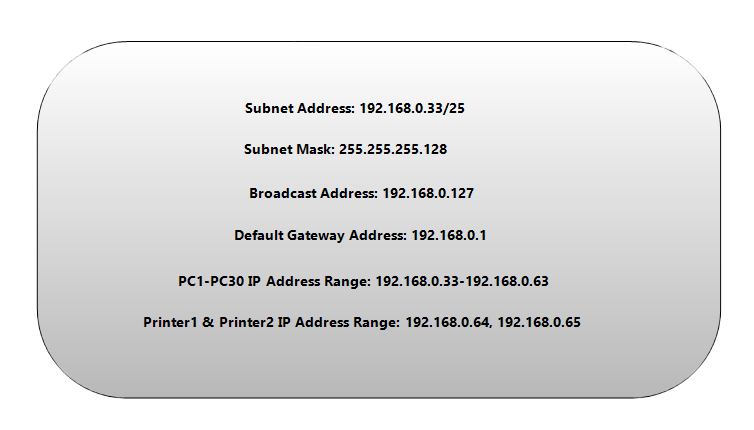 Subnet Address: 192.168.0.33/25
Subnet Mask: 255.255.255.128
Broadcast Address: 192.168.0.127
Default Gateway Address: 192.168.0.1
PC1-PC30 IP Address Range: 192.168.0.33-192.168.0.63
Printer1 & Printer2 IP Address Range: 192.168.0.64, 192.168.0.65